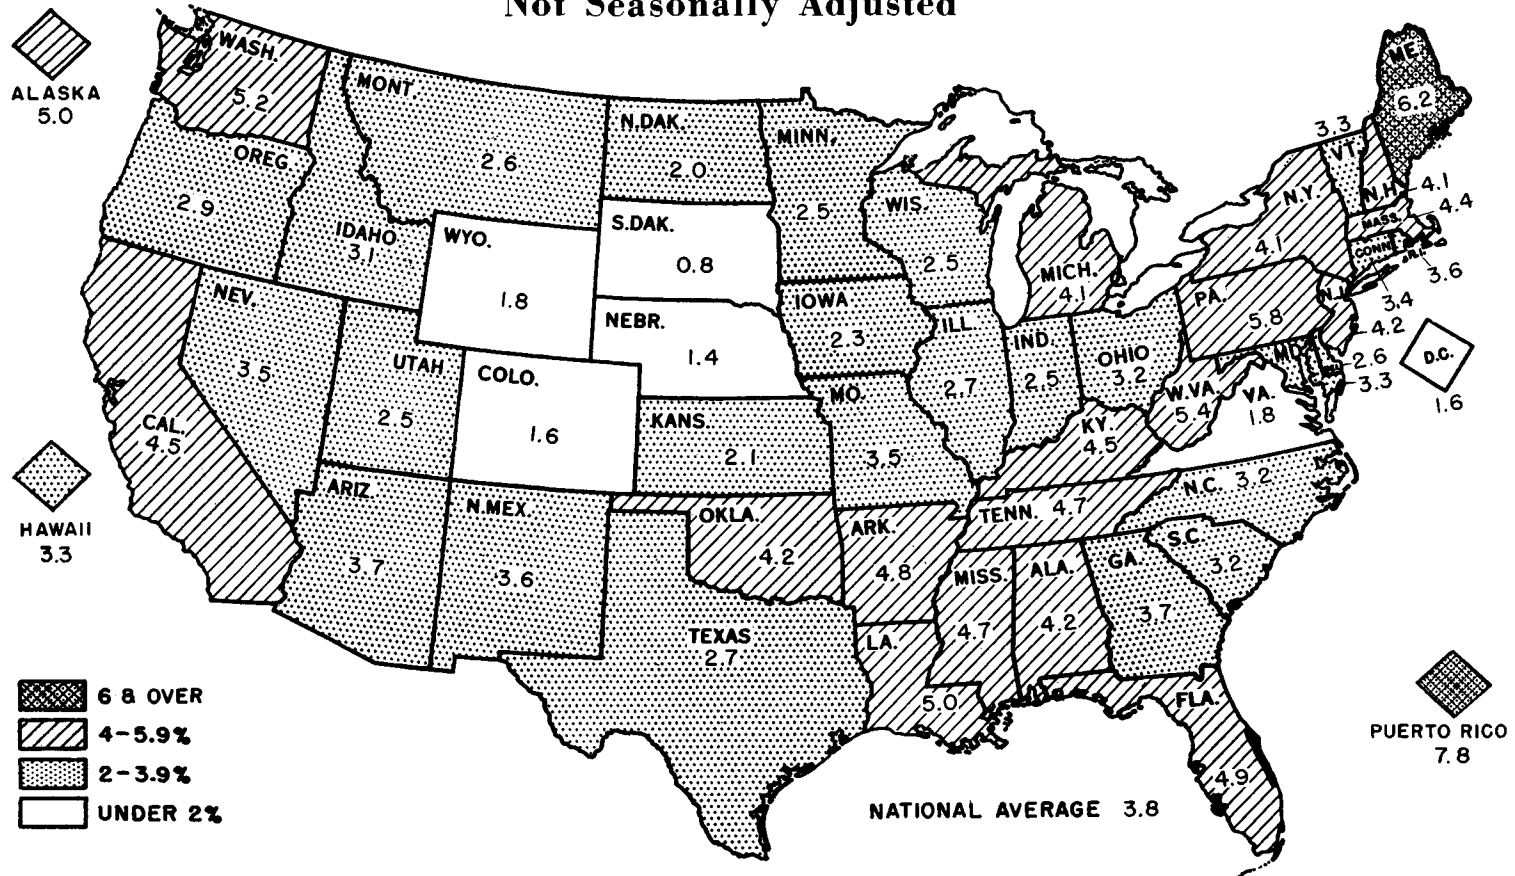 Not Seasonally Adjusted
ALASKA
5.0
WASH.
5.2
MONT.
2.6
N.DAK.
2.0
MINN.
2.5
ME.
6.2
OREG.
2.9
IDAHO
3.1
WYO.
1.8
S.DAK.
0.8
WIS.
2.5
MICH.
4.1
N.Y.
4.1
3.3
VT.
N.H.
4.1
MASS.
4.4
CONN.
3.6
3.4
NEV.
3.5
UTAH
2.5
COLO.
1.6
NEBR.
1.4
IOWA
2.3
ILL.
2.7
IND.
2.5
OHIO
3.2
PA.
5.8
N.J.
4.2
MD.
DEL.
2.6
3.3
D.C.
1.6
CAL.
4.5
KANS.
2.1
MO.
3.5
KY.
4.5
W.VA.
5.4
VA.
1.8
HAWAII
3.3
ARIZ.
3.7
N.MEX.
3.6
OKLA.
4.2
ARK.
4.8
TENN. 4.7
N.C. 3.2
S.C.
3.2
TEXAS
2.7
LA.
5.0
MISS.
4.7
ALA.
4.2
GA.
3.7
FLA.
4.9
PUERTO RICO
7.8
6 & OVER
4-5.9%
2-3.9%
UNDER 2%
NATIONAL AVERAGE 3.8